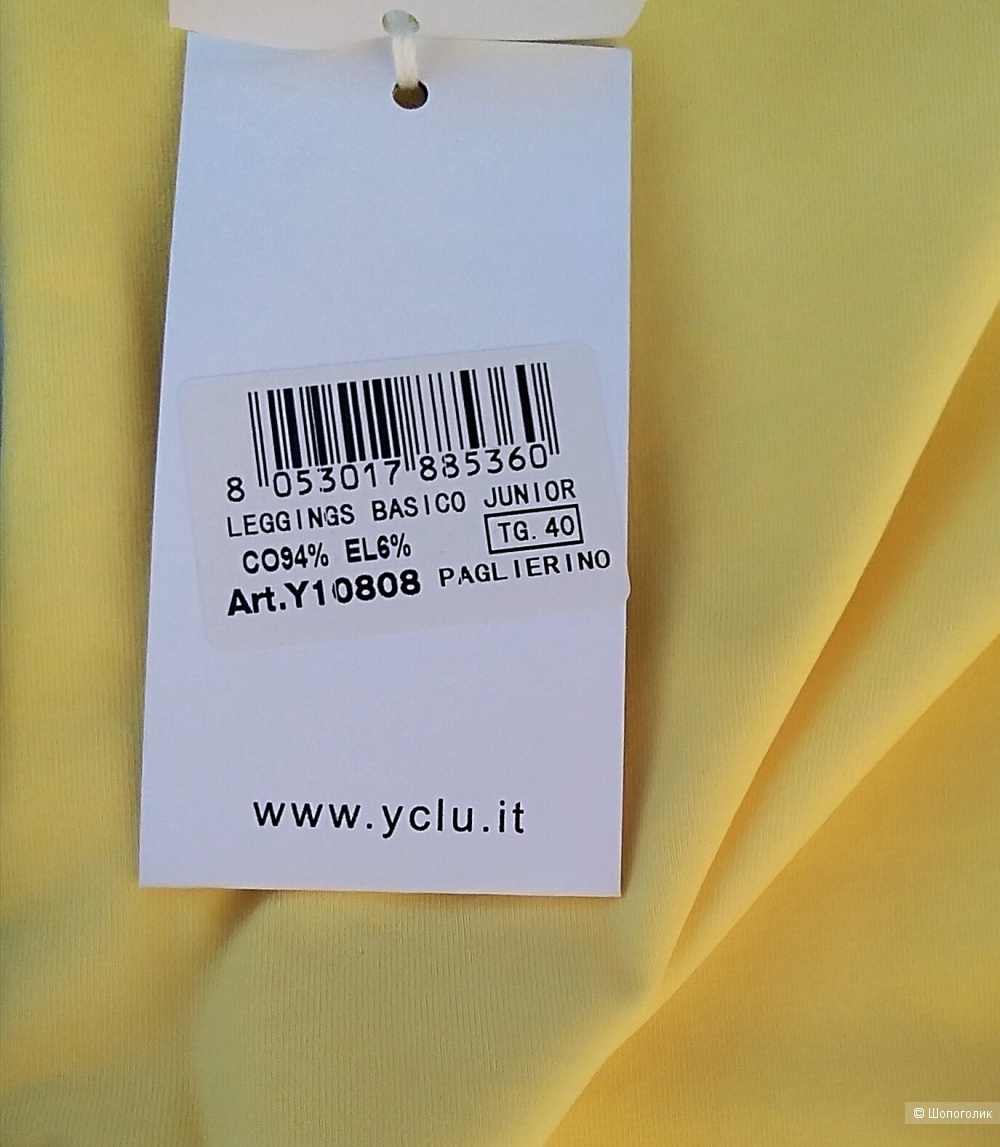 8 053017 885360
LEGGINGS BASICO JUNIOR
CO94% EL6% TG. 40
Art.Y10808 PAGLIERINO
www.yclu.it
© Шопоголик